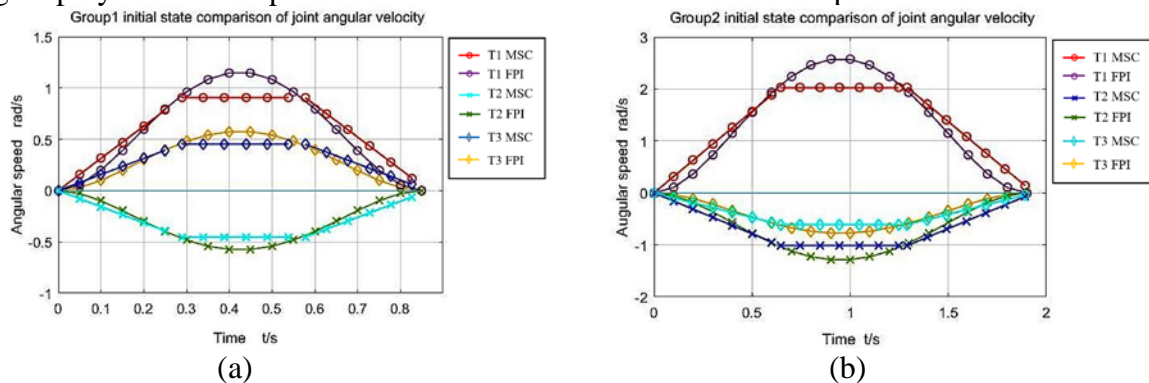 Group1 initial state comparison of joint angular velocity
1.5
1
0.5
0
-0.5
-1
Augular speed rad/s
0 0.1 0.2 0.3 0.4 0.5 0.6 0.7 0.8
Time t/s
T1 MSC
T1 FPI
T2 MSC
T2 FPI
T3 MSC
T3 FPI
(a)
Group2 initial state comparison of joint angular velocity
3
2
1
0
-1
-2
Augular speed rad/s
0 0.5 1 1.5 2
Time t/s
T1 MSC
T1 FPI
T2 MSC
T2 FPI
T3 MSC
T3 FPI
(b)